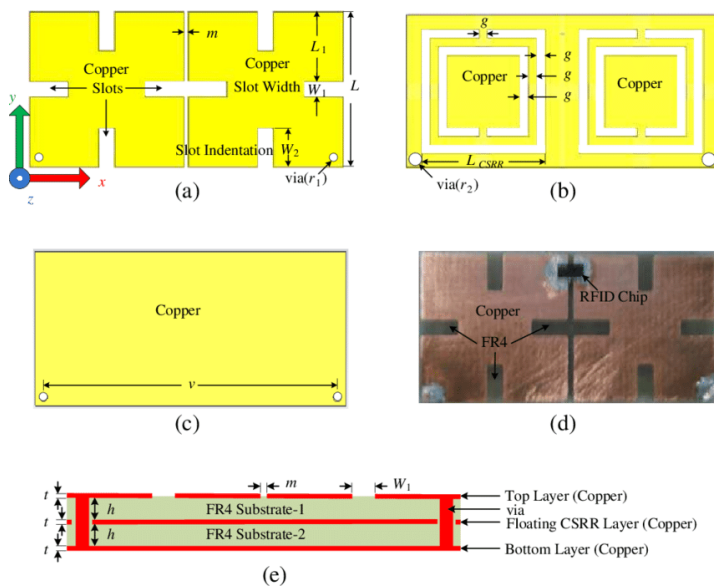 m
L1
L
Copper
Slots
Copper
Slot Width
W1
y
Slot Indentation
W2
x
z
via(r1)
(a)
g
g
g
g
Copper
Copper
LCSRR
via(r2)
(b)
Copper
v
(c)
RFID Chip
Copper
FR4
(d)
m
W1
t
h
FR4 Substrate-1
Top Layer (Copper)
via
t
Floating CSRR Layer (Copper)
h
FR4 Substrate-2
t
Bottom Layer (Copper)
(e)